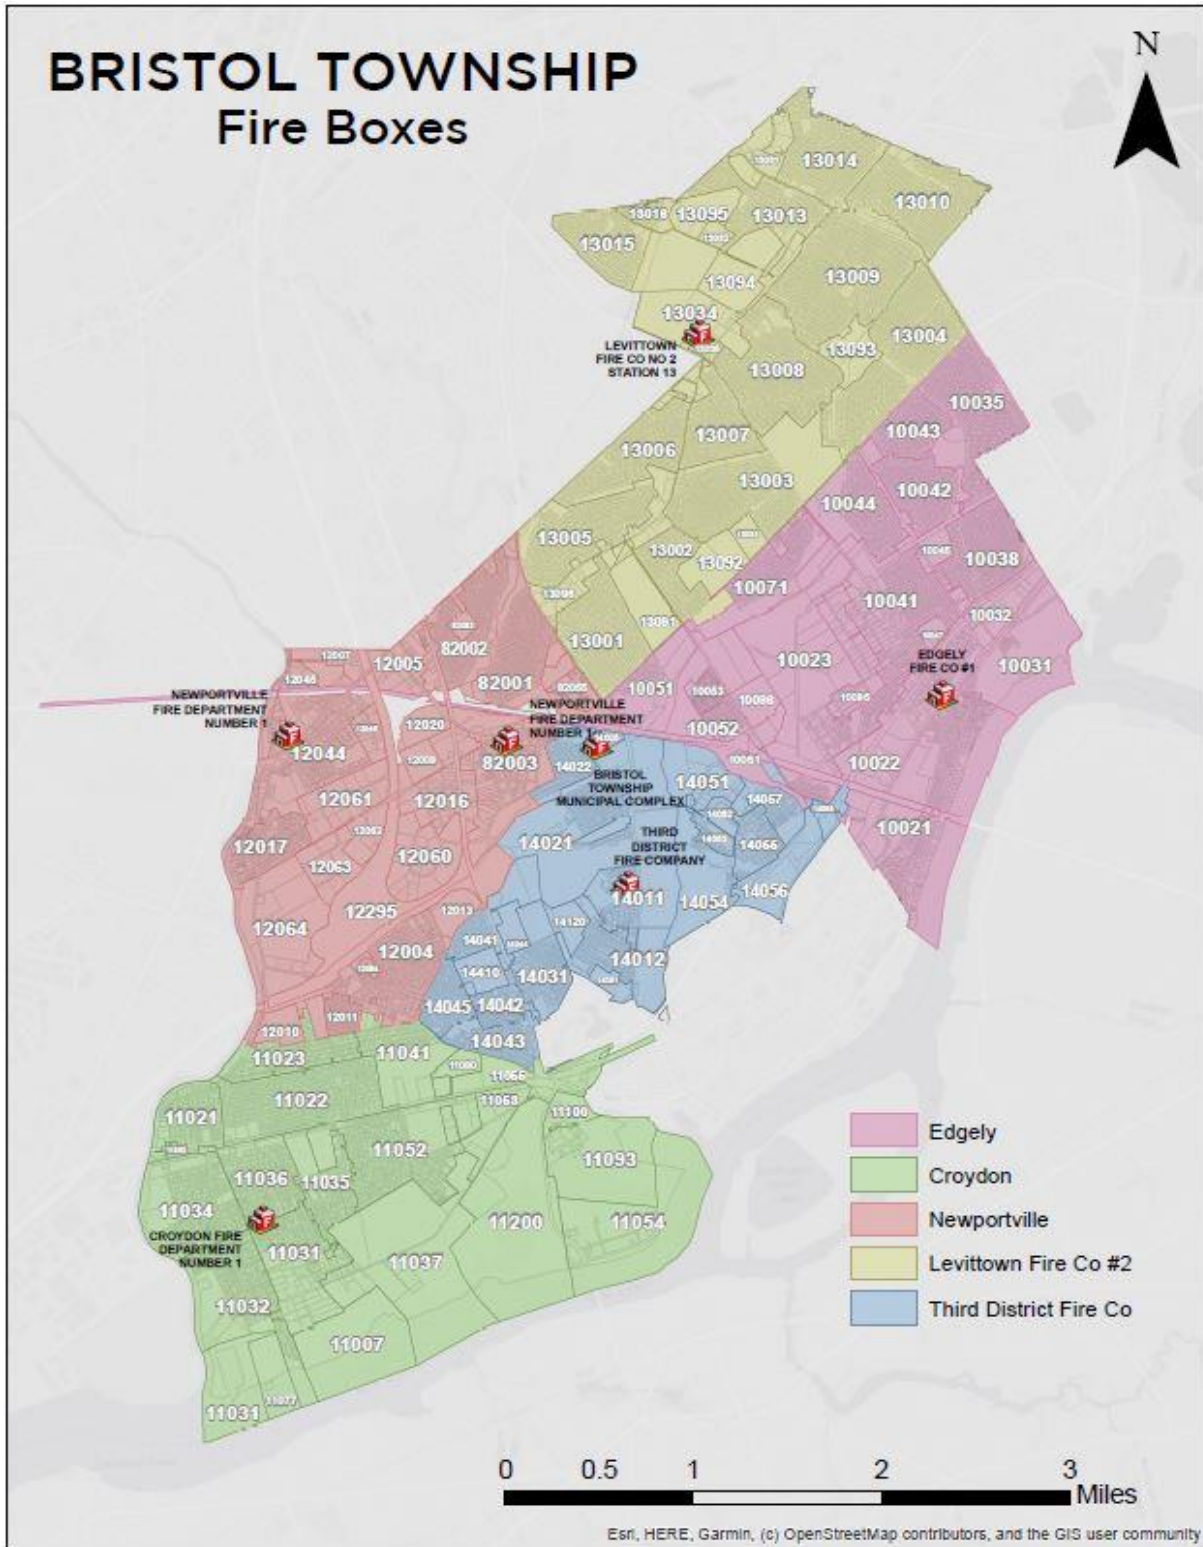 BRISTOL TOWNSHIP
Fire Boxes
N
13014
13010
13016
13095
13013
13015
13094
13009
13034
LEVITTOWN
FIRE CO NO 2
STATION 13
13093
13004
13008
10035
13007
10043
13006
13003
10042
10044
13005
13002
13092
10038
10071
10041
13091
10032
13001
12005
82002
10023
EDGELY
FIRE CO #1
10031
82001
10051
NEWPORTVILLE
FIRE DEPARTMENT
NUMBER 1
NEWPORTVILLE
FIRE DEPARTMENT
NUMBER 1
12020
10052
12044
82003
14022
10022
BRISTOL
TOWNSHIP
MUNICIPAL COMPLEX
14051
12061
12016
14057
10021
12017
14021
THIRD
DISTRICT
FIRE COMPANY
12060
12063
14011
14054
14056
12295
12013
12064
14120
12004
14041
14012
14410
14031
14045
14042
12011
12010
14043
11023
11041
11066
11022
11063
11021
11100
11052
11093
11036
11035
11034
11200
11054
CROYDON FIRE
DEPARTMENT
NUMBER 1
11031
11037
11032
11007
11077
11031
Edgely
Croydon
Newportville
Levittown Fire Co #2
Third District Fire Co
0 0.5 1 2 3
Miles
Esri, HERE, Garmin, (c) OpenStreetMap contributors, and the GIS user community